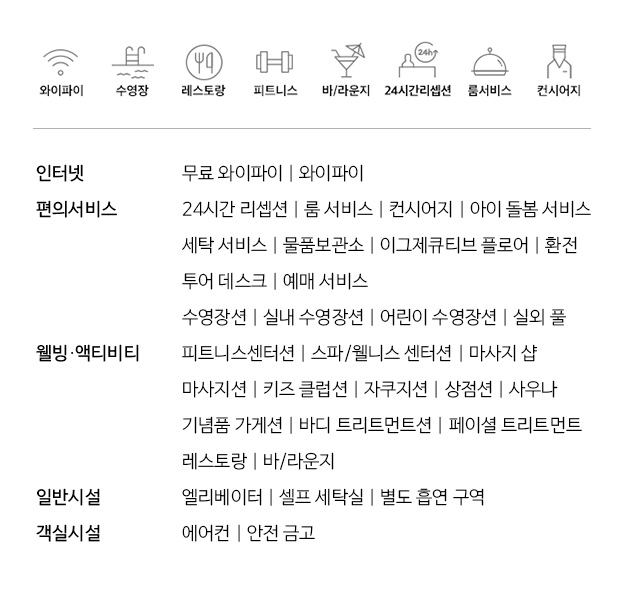 24h
와이파이 수영장 레스토랑 피트니스 바/라운지 24시간리셉션 룸서비스 컨시어지
인터넷 무료 와이파이 | 와이파이
편의서비스 24시간 리셉션 | 룸 서비스 | 컨시어지 | 아이 돌봄 서비스
세탁 서비스 | 물품보관소 | 이그제큐티브 플로어 | 환전
투어 데스크 | 예매 서비스
수영장션 | 실내 수영장션 | 어린이 수영장션 | 실외 풀
웰빙·액티비티 피트니스센터션 | 스파/웰니스 센터션 | 마사지 샵
마사지션 | 키즈 클럽션 | 자쿠지션 | 상점션 | 사우나
기념품 가게션 | 바디 트리트먼트션 | 페이셜 트리트먼트
레스토랑 | 바/라운지
일반시설 엘리베이터 | 셀프 세탁실 | 별도 흡연 구역
객실시설 에어컨 | 안전 금고